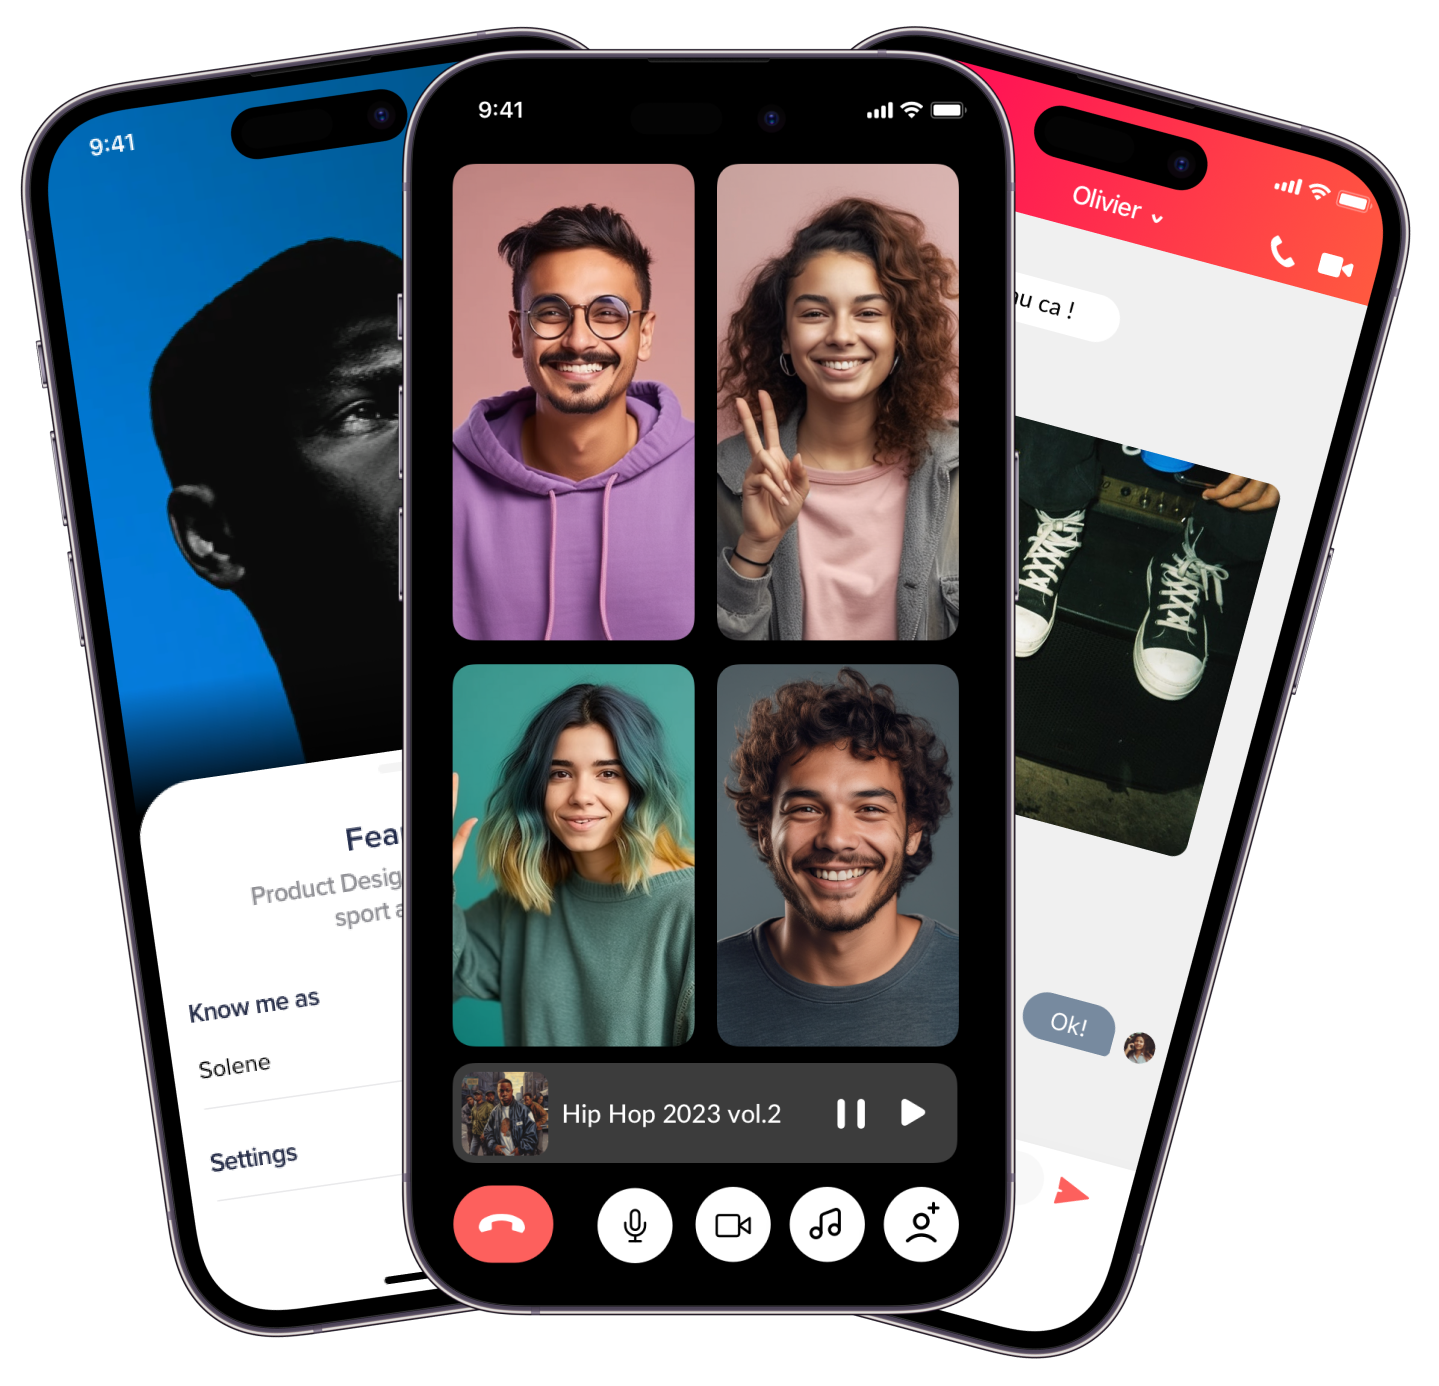 9:41
Fea
Product Desig
sport a
Know me as
Solene
Settings
9:41
Hip Hop 2023 vol.2
Olivier
au ca !
Ok!